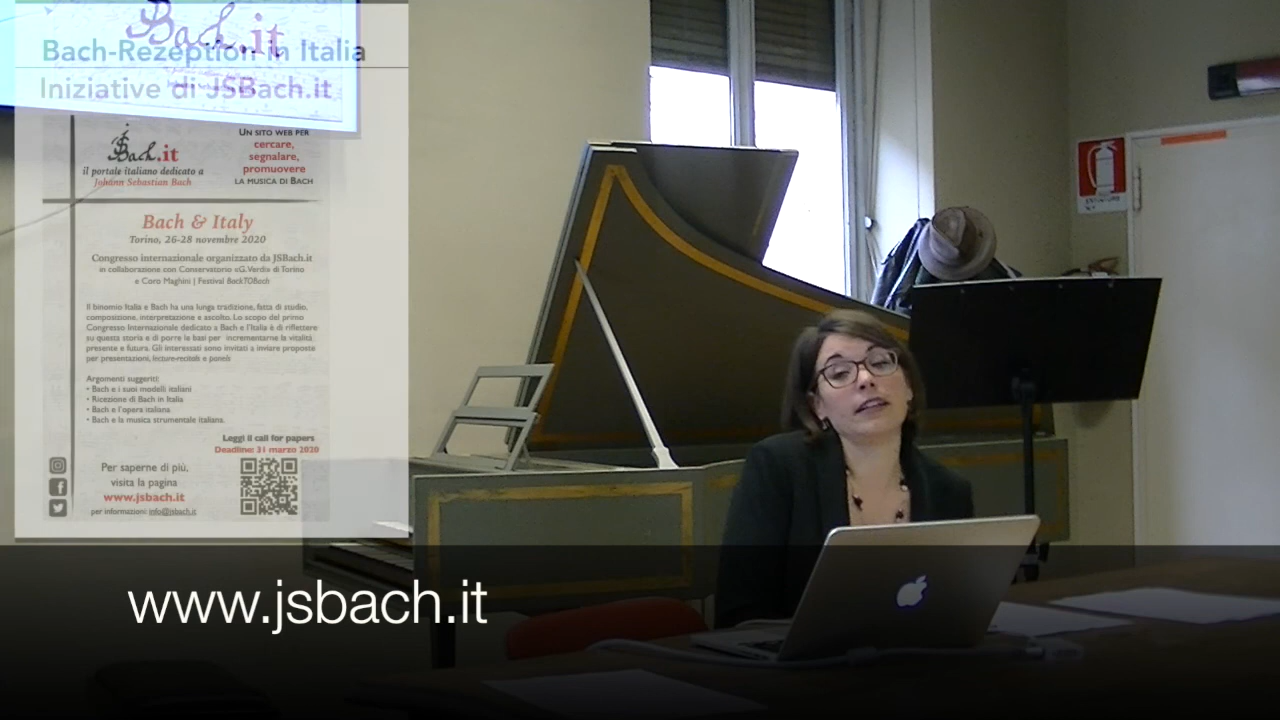 Bach.it
Bach-Rezeption in Italia
Iniziative di JSBach.it
Bach.it
il portale italiano dedicato a
Johann Sebastian Bach
UN SITO WEB PER
cercare,
segnalare,
promuovere
LA MUSICA DI BACH
Bach & Italy
Torino, 26-28 novembre 2020
Congresso internazionale organizzato da JSBach.it
in collaborazione con Conservatorio «G. Verdi» di Torino
e Coro Maghini | Festival BackTOBach
Il binomio Italia e Bach ha una lunga tradizione, fatta di studio,
composizione, interpretazione e ascolto. Lo scopo del primo
Congresso Internazionale dedicato a Bach e l'Italia è di riflettere
su questa storia e di porre le basi per incrementarne la vitalità
presente e futura. Gli interessati sono invitati a inviare proposte
per presentazioni, lecture-recitals e panels
Argomenti suggeriti:
• Bach e i suoi modelli italiani
• Ricezione di Bach in Italia
• Bach e l'opera italiana
• Bach e la musica strumentale italiana.
Leggi il call for papers
Deadline: 31 marzo 2020
Per saperne di più,
visita la pagina
www.jsbach.it
per informazioni: info@jsbach.it
www.jsbach.it